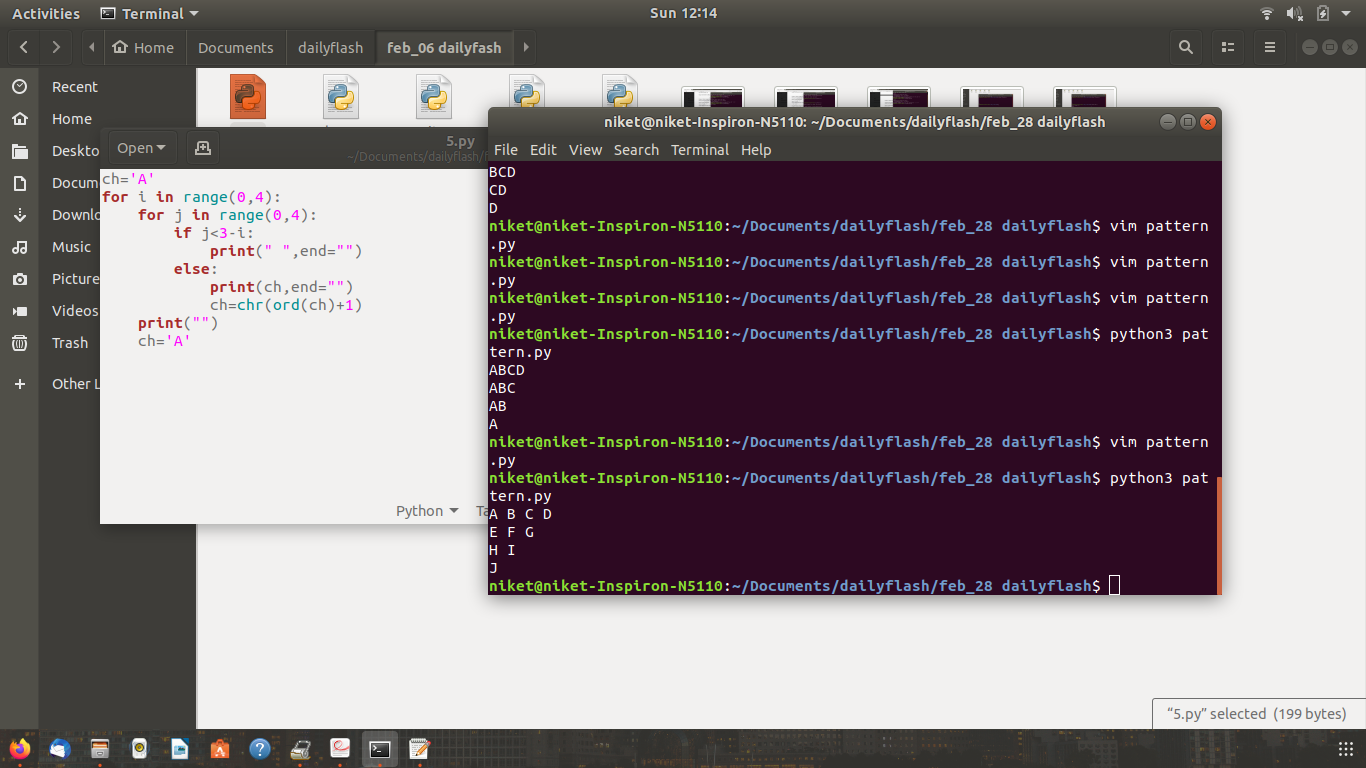 Activities
Terminal
Sun 12:14
Home
Documents
dailyflash
feb_06 dailyfash
Recent
Home
Deskto
Docum
Downlo
Music
Picture
Videos
Trash
Other L
Open
5.py
~/Documents/dailyflash/f
ch='A'
for i in range(0,4):
    for j in range(0,4):
        if j<3-i:
            print(" ",end="")
        else:
            print(ch,end="")
            ch=chr(ord(ch)+1)
    print("")
    ch='A'
Python
Ta
niket@niket-Inspiron-N5110: ~/Documents/dailyflash/feb_28 dailyflash
File Edit View Search Terminal Help
BCD
CD
D
niket@niket-Inspiron-N5110:~/Documents/dailyflash/feb_28 dailyflash$ vim pattern
.py
niket@niket-Inspiron-N5110:~/Documents/dailyflash/feb_28 dailyflash$ vim pattern
.py
niket@niket-Inspiron-N5110:~/Documents/dailyflash/feb_28 dailyflash$ vim pattern
.py
niket@niket-Inspiron-N5110:~/Documents/dailyflash/feb_28 dailyflash$ python3 pat
tern.py
ABCD
ABC
AB
A
niket@niket-Inspiron-N5110:~/Documents/dailyflash/feb_28 dailyflash$ vim pattern
.py
niket@niket-Inspiron-N5110:~/Documents/dailyflash/feb_28 dailyflash$ python3 pat
tern.py
A B C D
E F G
H I
J
niket@niket-Inspiron-N5110:~/Documents/dailyflash/feb_28 dailyflash$
“5.py” selected (199 bytes)